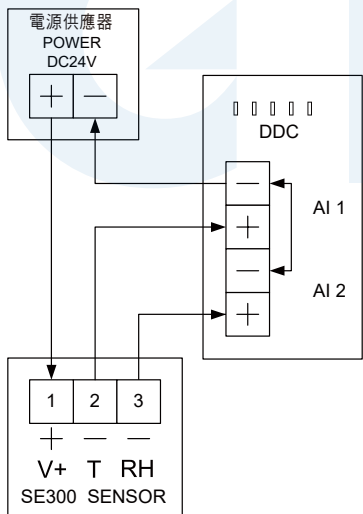 電源供應器
POWER
DC24V
+ −
DDC
−
+
−
+
AI 1
AI 2
1 2 3
+ − −
V+ T RH
SE300 SENSOR